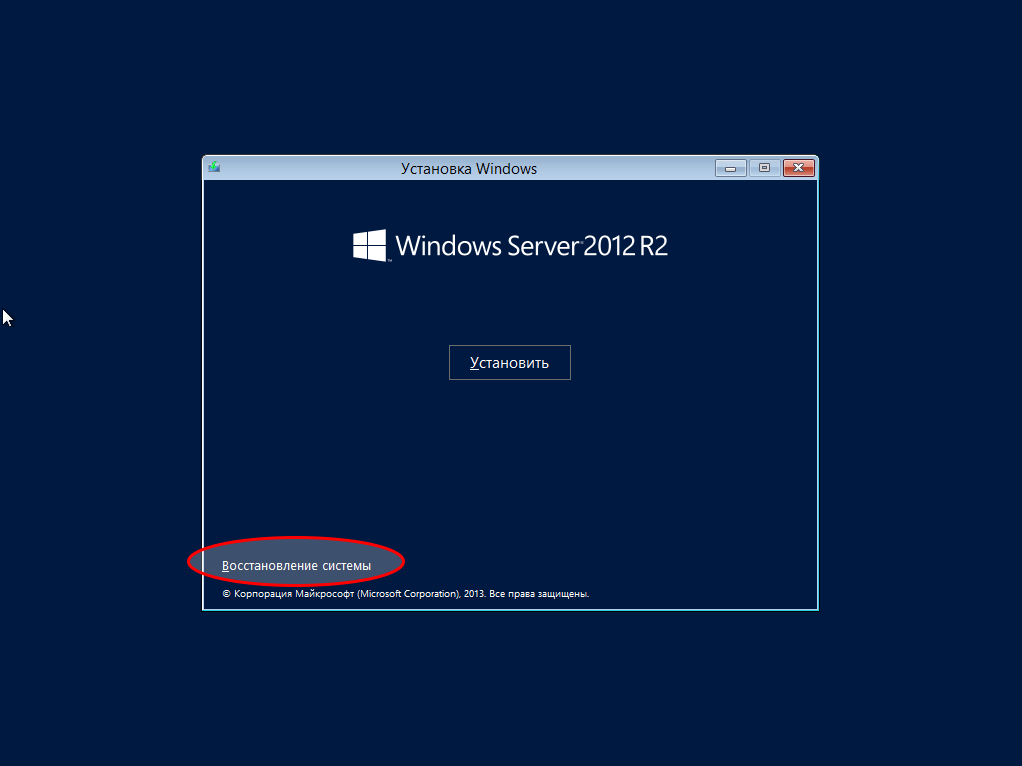 Установка Windows
Windows Server 2012 R2
Установить
Восстановление системы
© Корпорация Майкрософт (Microsoft Corporation), 2013. Все права защищены.